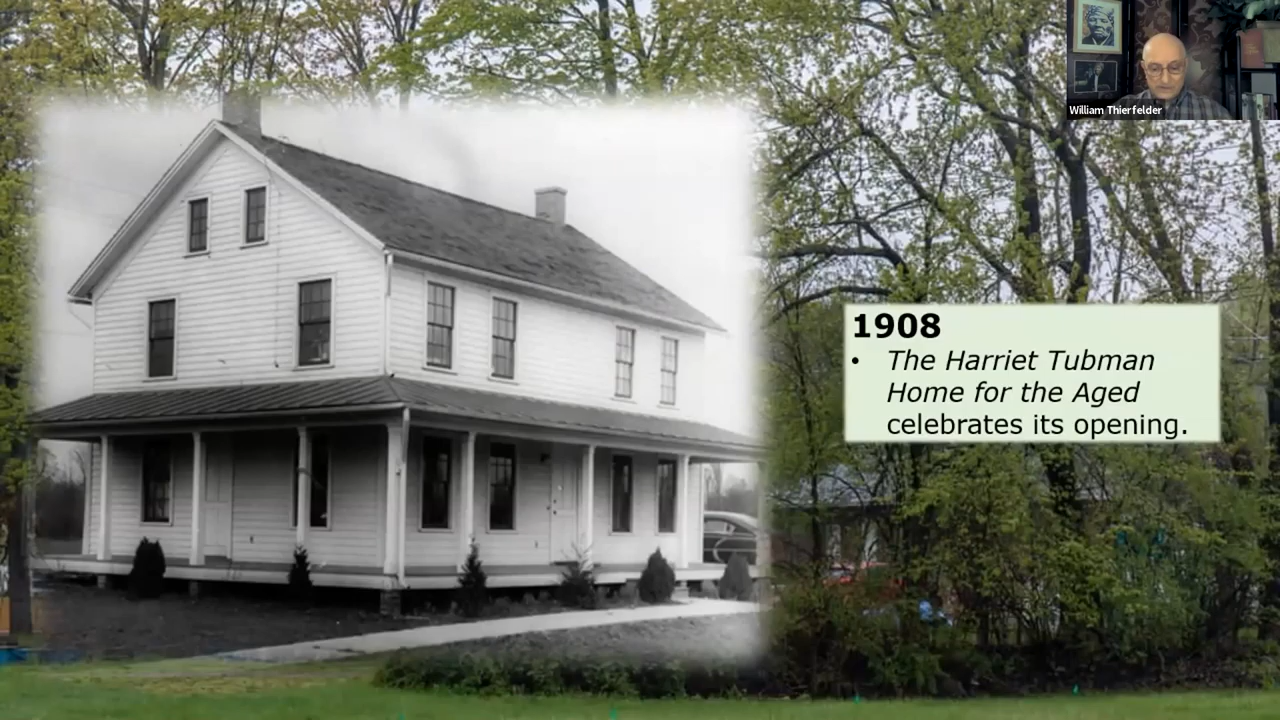 William Thierfelder
1908
• The Harriet Tubman
Home for the Aged
celebrates its opening.